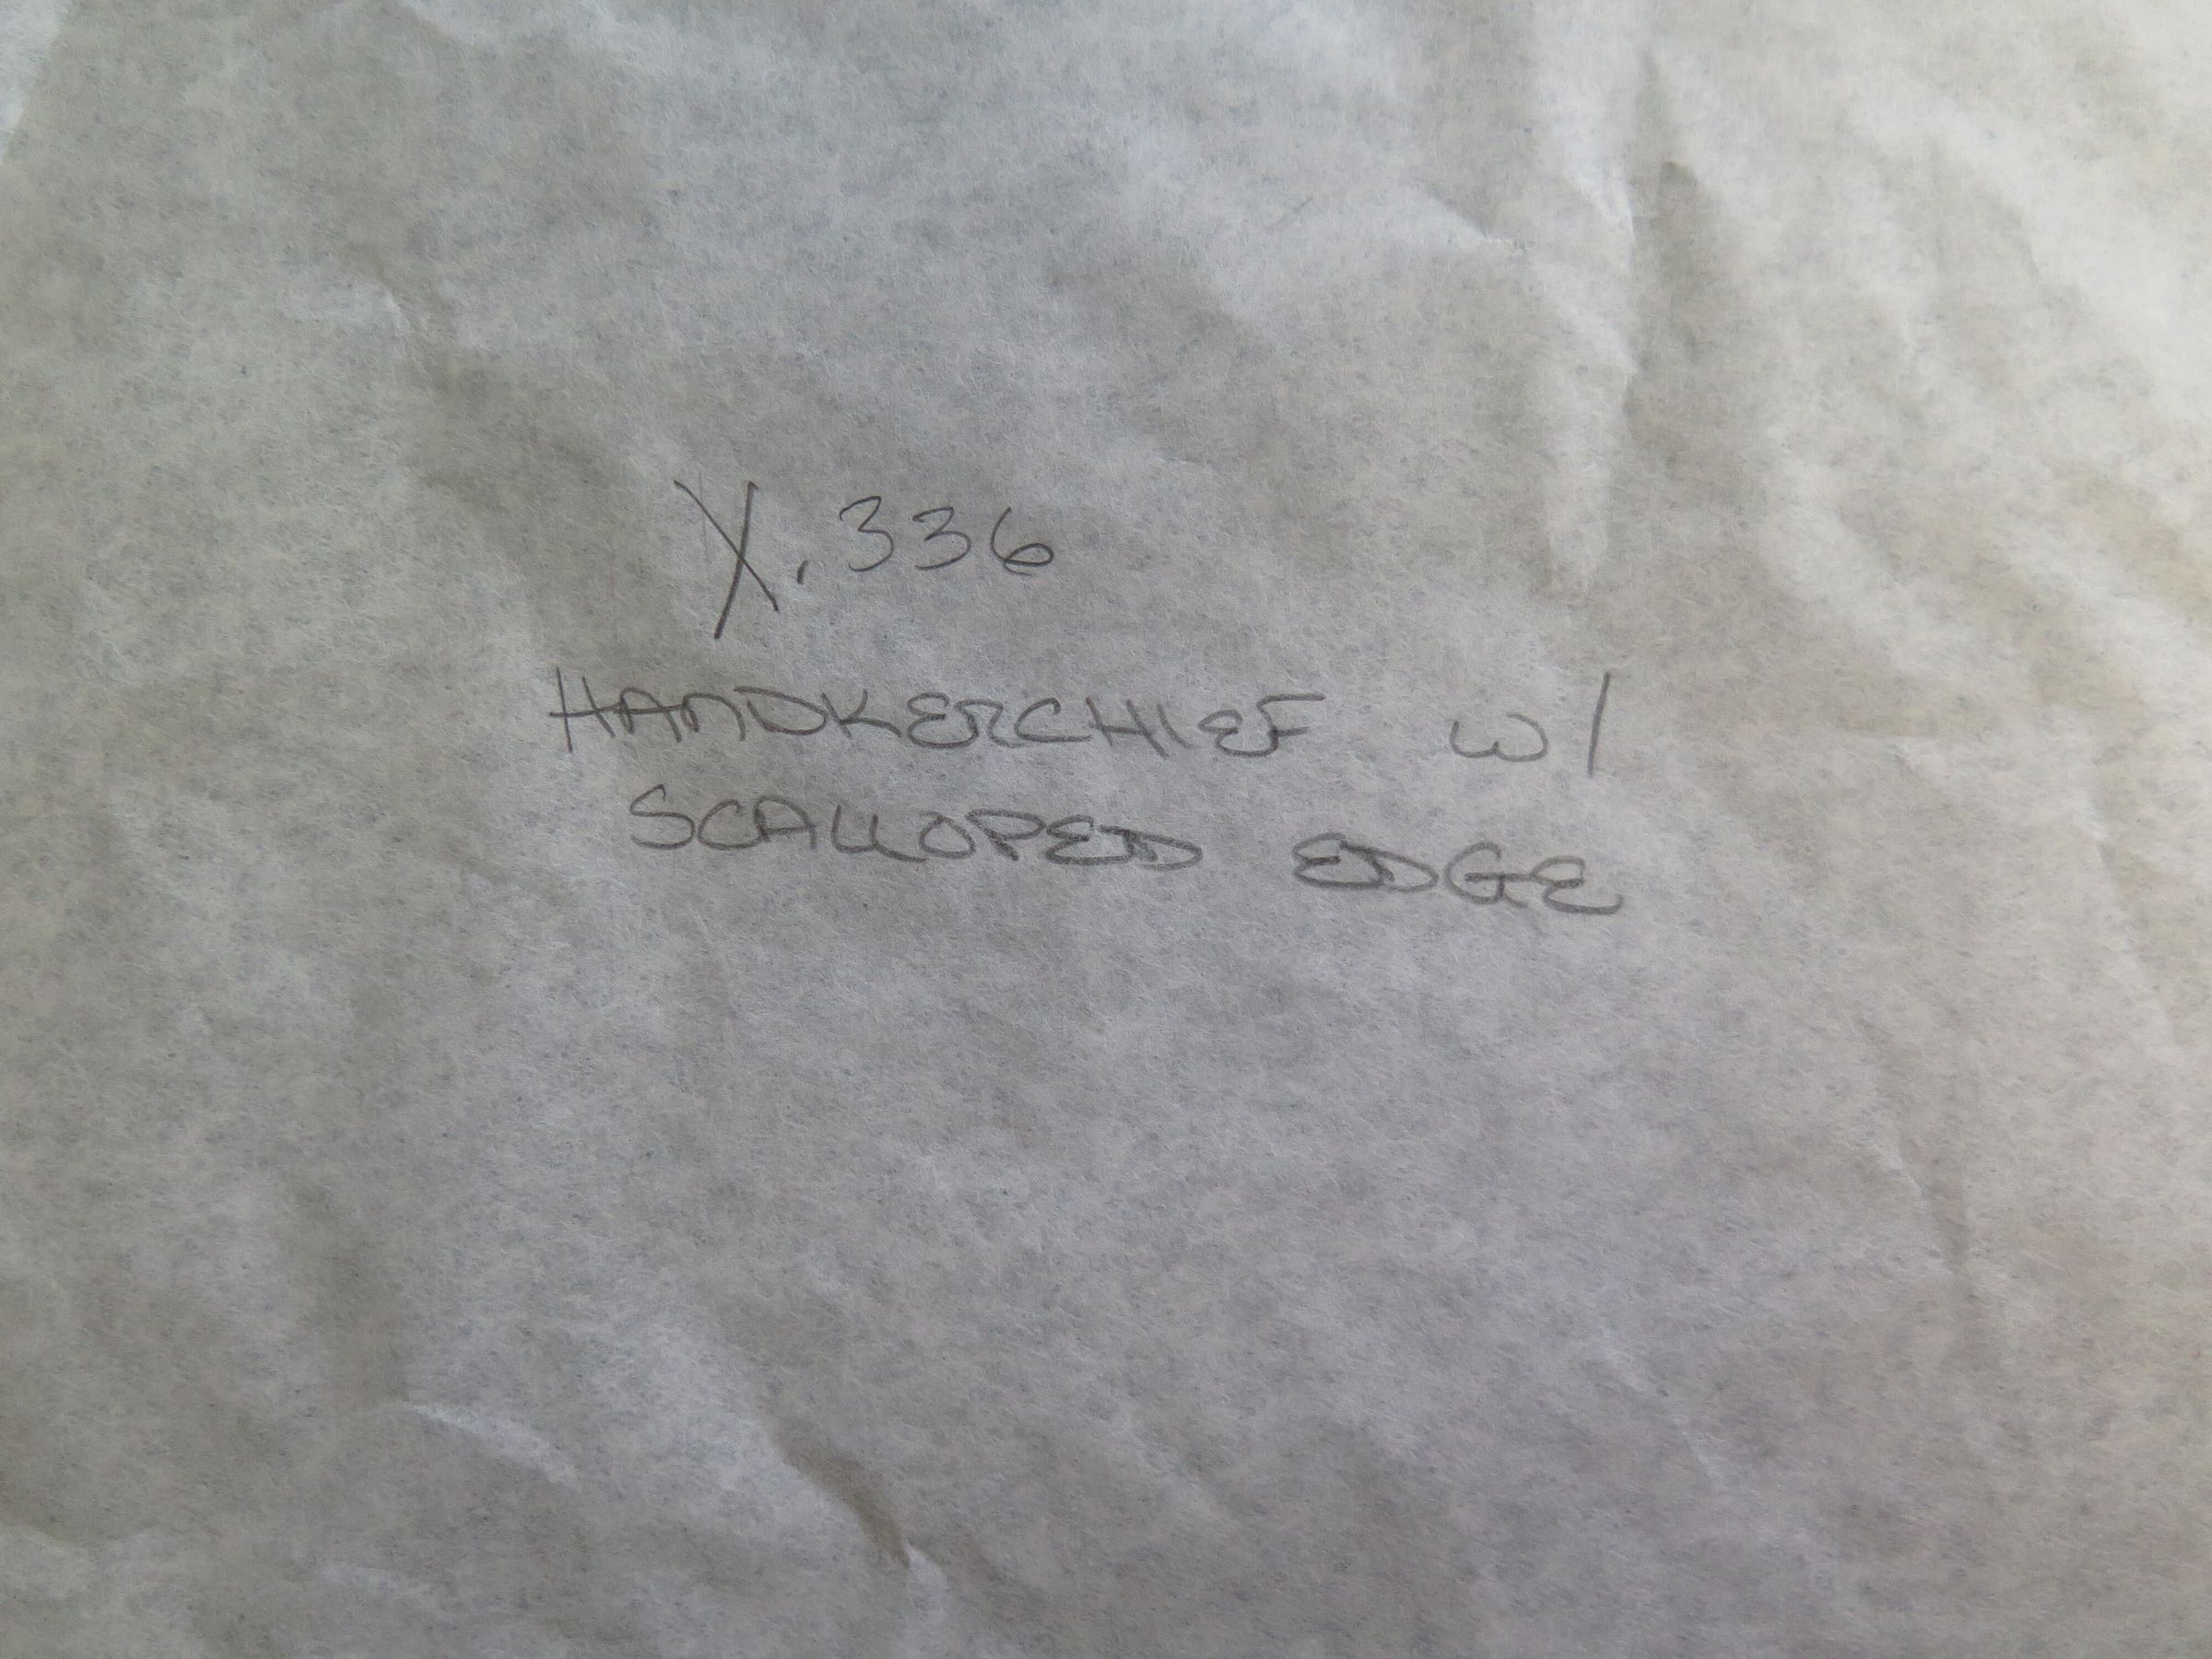 X.336
HANDKERCHIEF w/
SCALLOPED EDGE